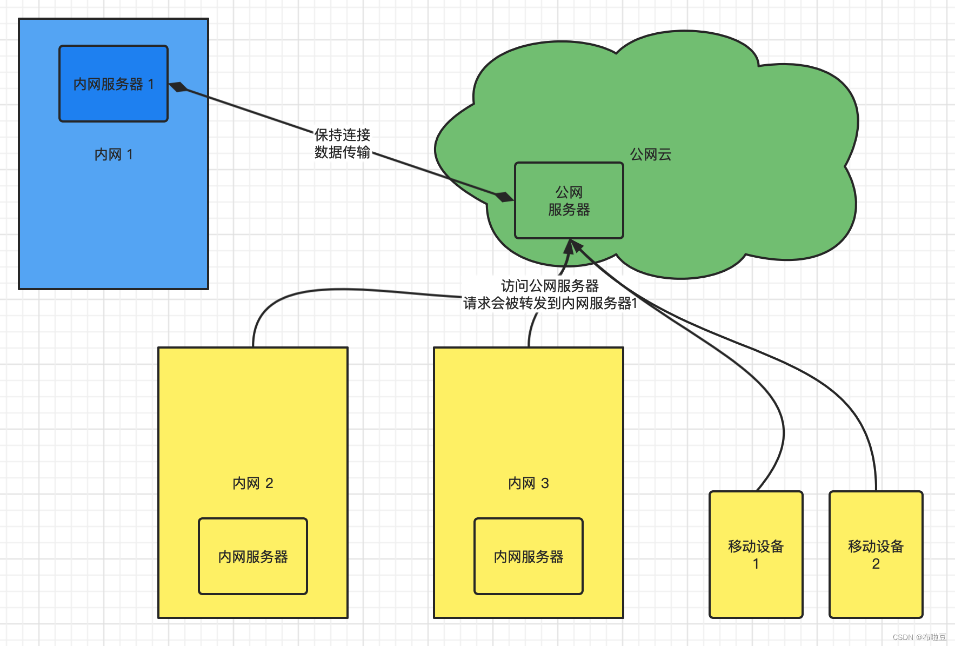 内网服务器 1
内网 1
保持连接
数据传输
公网云
公网
服务器
访问公网服务器
请求会被转发到内网服务器1
内网 2
内网服务器
内网 3
内网服务器
移动设备
1
移动设备
2
CSDN @布啦豆